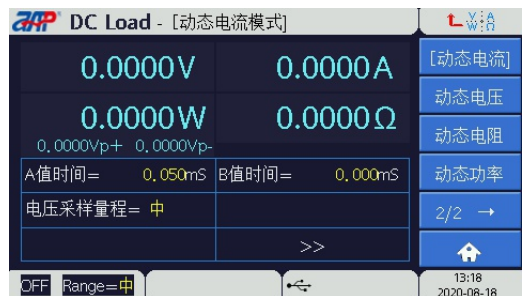 ZAP DC Load - [动态电流模式]
V A
W Ω
0.0000V 0.0000A
0.0000W 0.0000Ω
0.0000Vp+ 0.0000Vp-
A值时间= 0.050mS B值时间= 0.000mS
电压采样量程= 中
>>
[动态电流]
动态电压
动态电阻
动态功率
2/2 →
OFF Range=中
13:18
2020-08-18